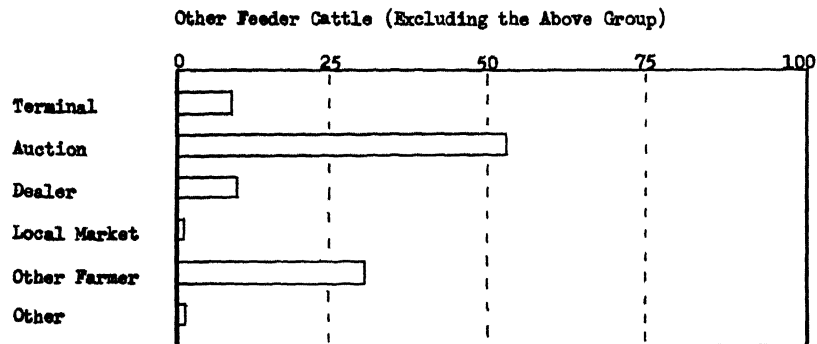 Other Feeder Cattle (Excluding the Above Group)
0 25 50 75 100
Terminal
Auction
Dealer
Local Market
Other Farmer
Other